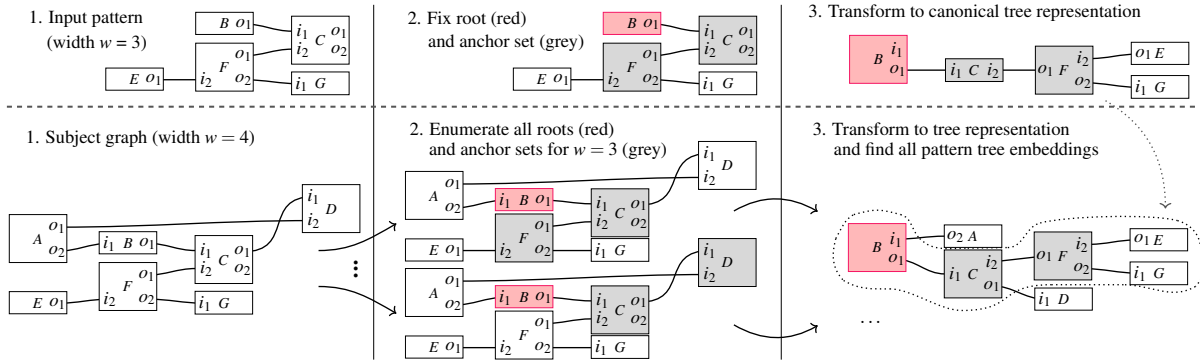 1. Input pattern
(width w = 3)
B o1
i1 C o1
i2 o2
F o1
i2 o2
E o1
i1 G
2. Fix root (red)
and anchor set (grey)
B o1
i1 C o1
i2 o2
F o1
i2 o2
E o1
i1 G
3. Transform to canonical tree representation
B i1
o1
i1 C i2
o1 F i2
o2
o1 E
i1 G
1. Subject graph (width w = 4)
i1 D
i2
A o1
o2
i1 B o1
i1 C o1
i2 o2
F o1
i2 o2
E o1
i1 G
2. Enumerate all roots (red)
and anchor sets for w = 3 (grey)
i1 D
i2
A o1
o2
i1 B o1
i1 C o1
i2 o2
F o1
i2 o2
E o1
i1 G
i1 D
i2
A o1
o2
i1 B o1
i1 C o1
i2 o2
F o1
i2 o2
E o1
i1 G
3. Transform to tree representation
and find all pattern tree embeddings
B i1
o1
o2 A
i1 C i2
o1
i1 D
o1 F i2
o2
o1 E
i1 G
...